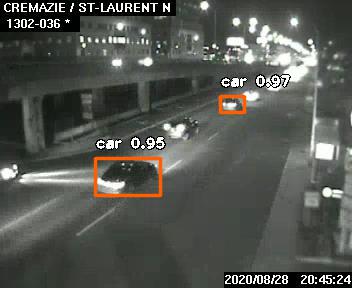 CREMAZIE / ST-LAURENT N
1302-036 *
car 0.97
car 0.95
2020/08/28 20:45:24